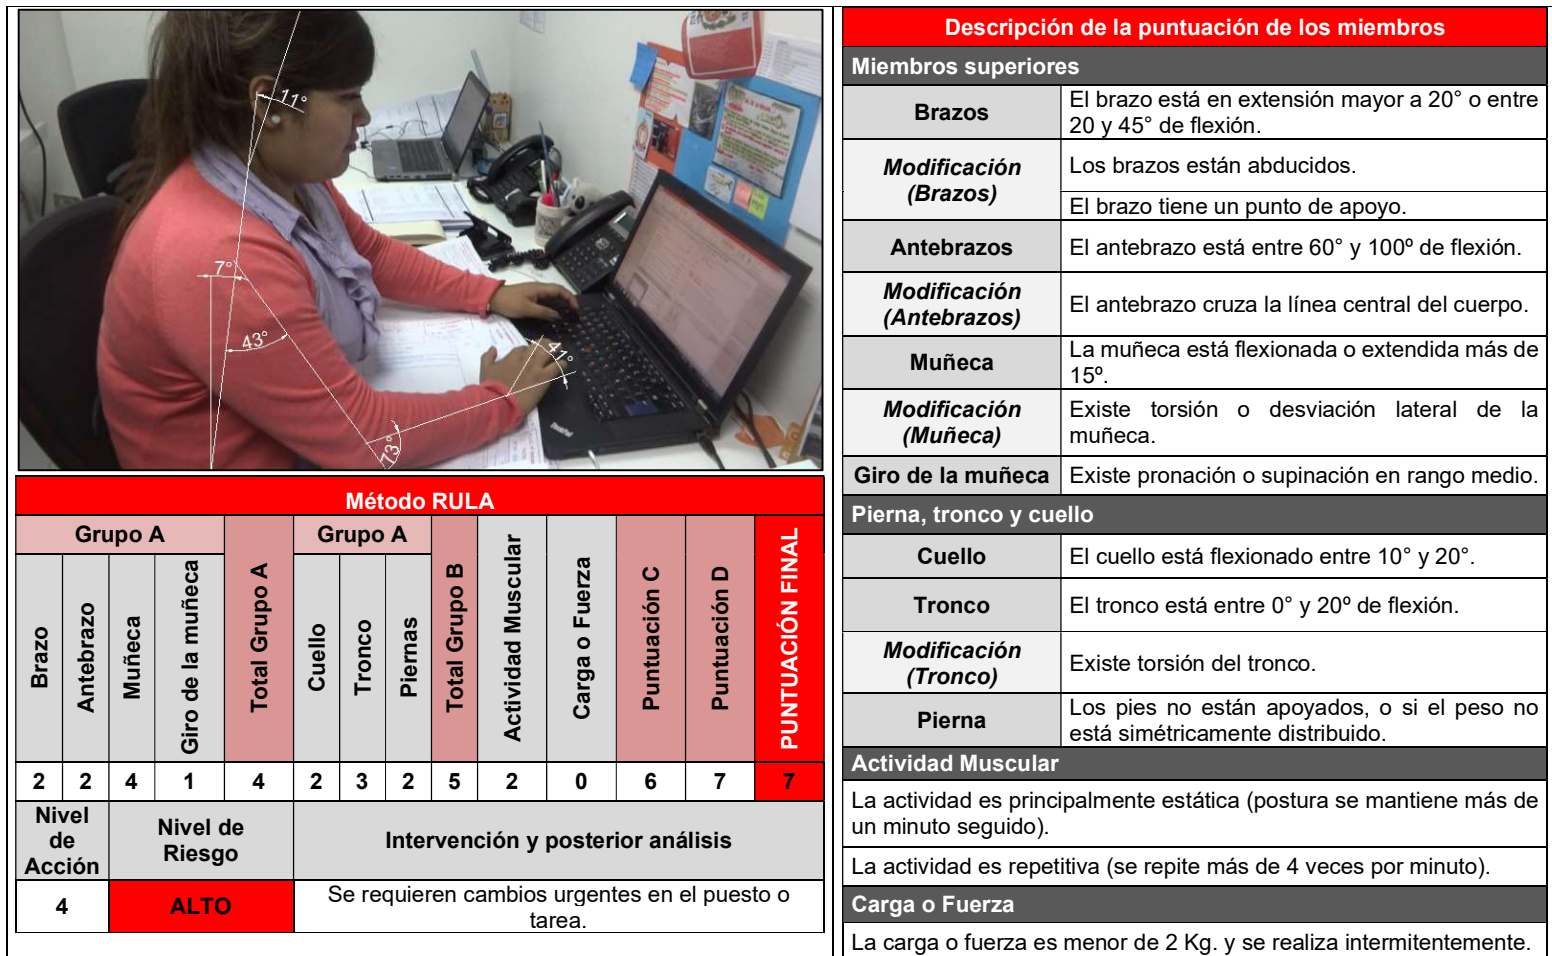 11°
7°
43°
41°
73°
ThinkPad
Método RULA
Grupo A
Grupo A
Brazo
Antebrazo
Muñeca
Giro de la muñeca
Total Grupo A
Cuello
Tronco
Piernas
Total Grupo B
Actividad Muscular
Carga o Fuerza
Puntuación C
Puntuación D
PUNTUACIÓN FINAL
2 2 4 1 4 2 3 2 5 2 0 6 7 7
Nivel
de
Acción
Nivel de
Riesgo
Intervención y posterior análisis
4
ALTO
Se requieren cambios urgentes en el puesto o
tarea.
Descripción de la puntuación de los miembros
Miembros superiores
Brazos
El brazo está en extensión mayor a 20° o entre
20 y 45° de flexión.
Modificación
(Brazos)
Los brazos están abducidos.
El brazo tiene un punto de apoyo.
Antebrazos
El antebrazo está entre 60° y 100º de flexión.
Modificación
(Antebrazos)
El antebrazo cruza la línea central del cuerpo.
Muñeca
La muñeca está flexionada o extendida más de
15º.
Modificación
(Muñeca)
Existe torsión o desviación lateral de la
muñeca.
Giro de la muñeca
Existe pronación o supinación en rango medio.
Pierna, tronco y cuello
Cuello
El cuello está flexionado entre 10° y 20°.
Tronco
El tronco está entre 0° y 20º de flexión.
Modificación
(Tronco)
Existe torsión del tronco.
Pierna
Los pies no están apoyados, o si el peso no
está simétricamente distribuido.
Actividad Muscular
La actividad es principalmente estática (postura se mantiene más de
un minuto seguido).
La actividad es repetitiva (se repite más de 4 veces por minuto).
Carga o Fuerza
La carga o fuerza es menor de 2 Kg. y se realiza intermitentemente.